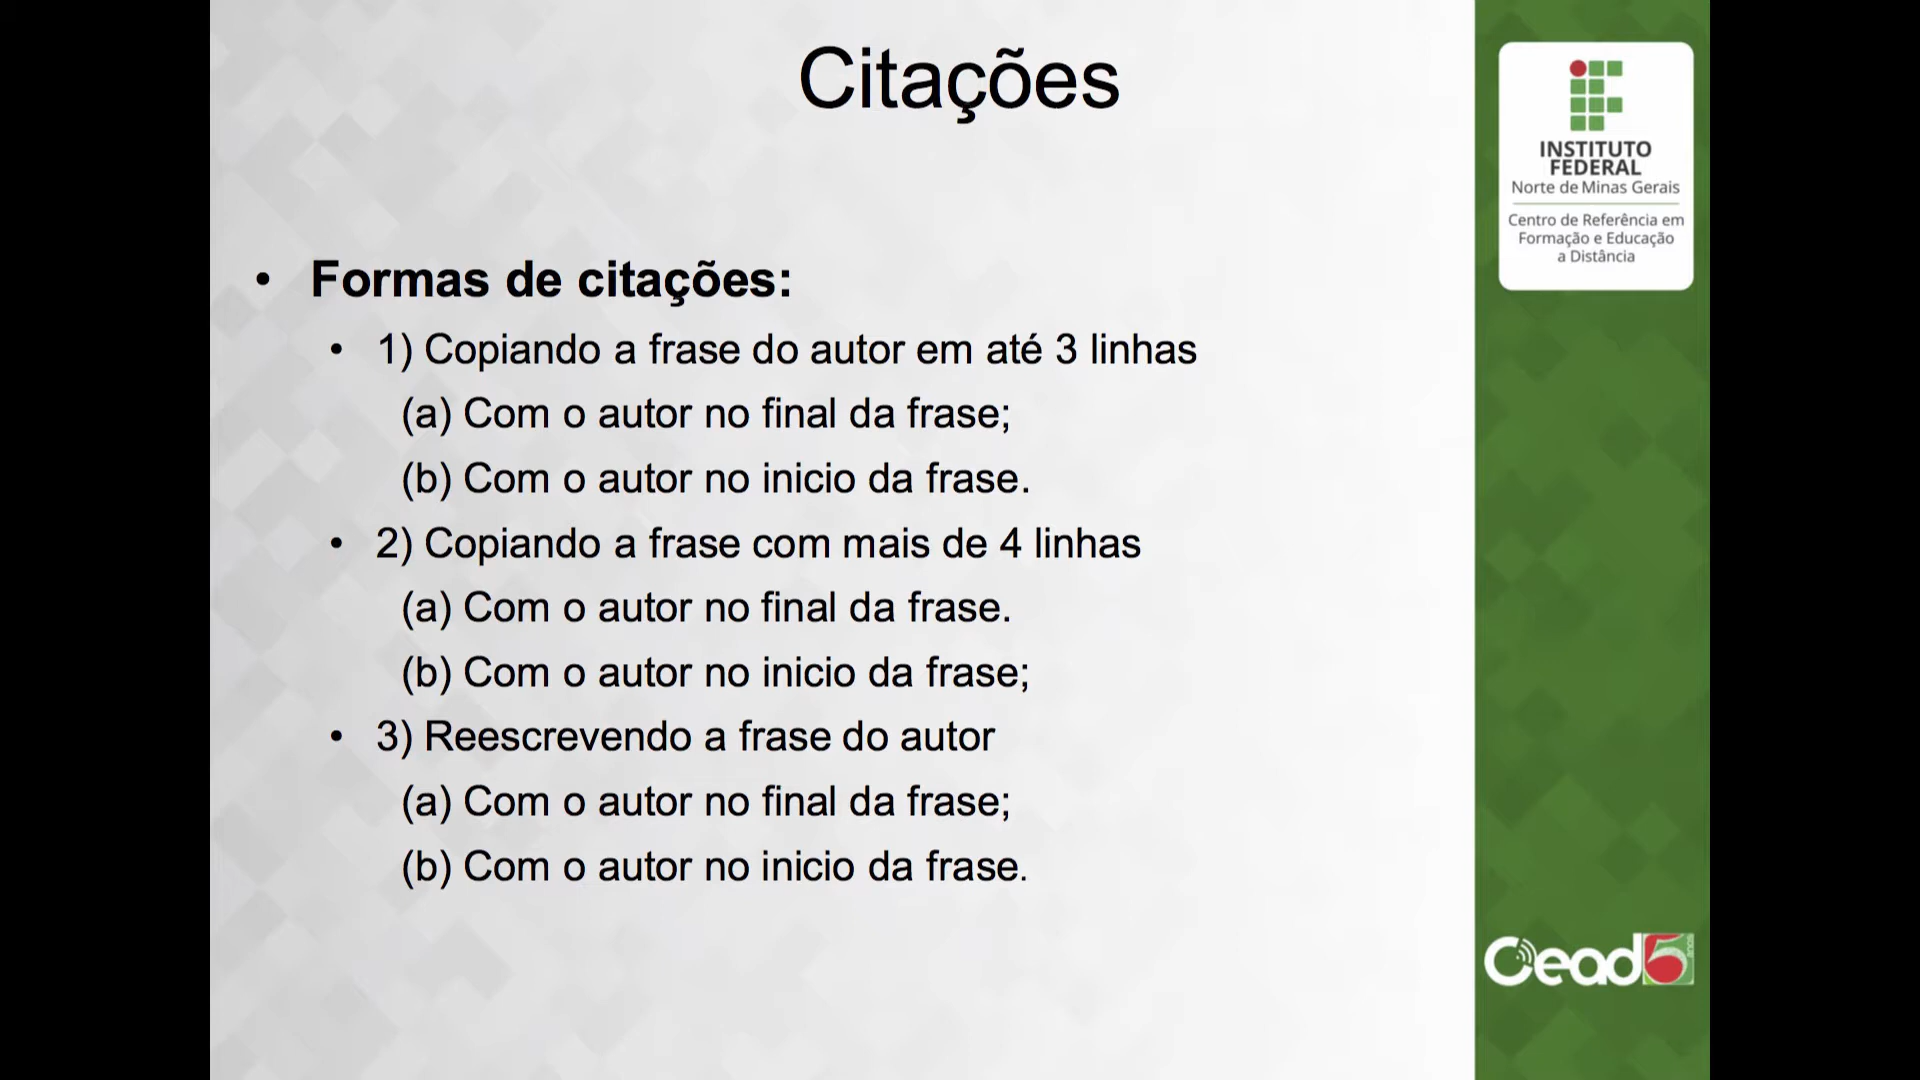 Citações
• Formas de citações:
• 1) Copiando a frase do autor em até 3 linhas
(a) Com o autor no final da frase;
(b) Com o autor no inicio da frase.
• 2) Copiando a frase com mais de 4 linhas
(a) Com o autor no final da frase.
(b) Com o autor no inicio da frase;
• 3) Reescrevendo a frase do autor
(a) Com o autor no final da frase;
(b) Com o autor no inicio da frase.
INSTITUTO
FEDERAL
Norte de Minas Gerais
Centro de Referência em
Formação e Educação
a Distância
Cead 5 anos